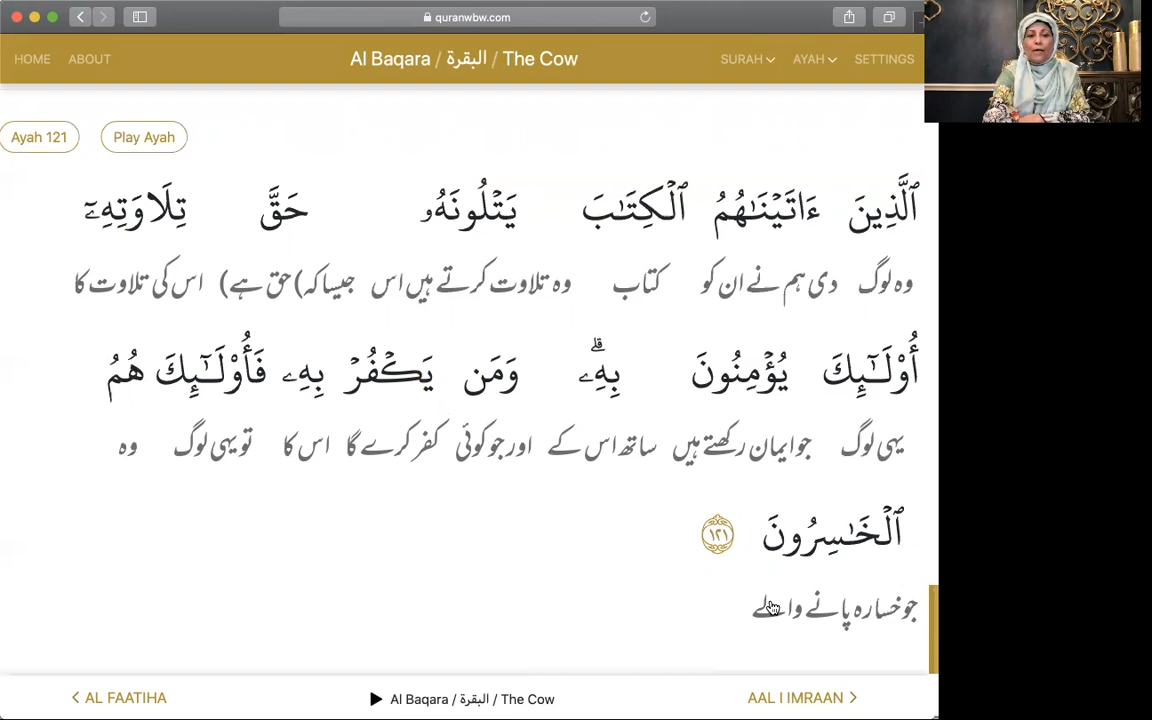 quranwbw.com
HOME ABOUT Al Baqara / البقرة / The Cow SURAH AYAH SETTINGS
Ayah 121 Play Ayah
ٱلَّذِينَ ءَاتَيْنَٰهُمُ ٱلْكِتَٰبَ يَتْلُونَهُۥ حَقَّ تِلَاوَتِهِۦٓ
وہ لوگ دی ہم نے ان کو کتاب وہ تلاوت کرتے ہیں اس جیسا کہ) حق ہے) اس کی تلاوت کا
أُو۟لَٰٓئِكَ يُؤْمِنُونَ بِهِۦ ۗ وَمَن يَكْفُرْ بِهِۦ فَأُو۟لَٰٓئِكَ هُمُ
یہی لوگ جو ایمان رکھتے ہیں ساتھ اس کے اور جو کوئی کفر کرے گا اس کا تو یہی لوگ وہ
ٱلْخَٰسِرُونَ ١٢١
جو خسارہ پانے والے
AL FAATIHA Al Baqara / البقرة / The Cow AAL I IMRAAN